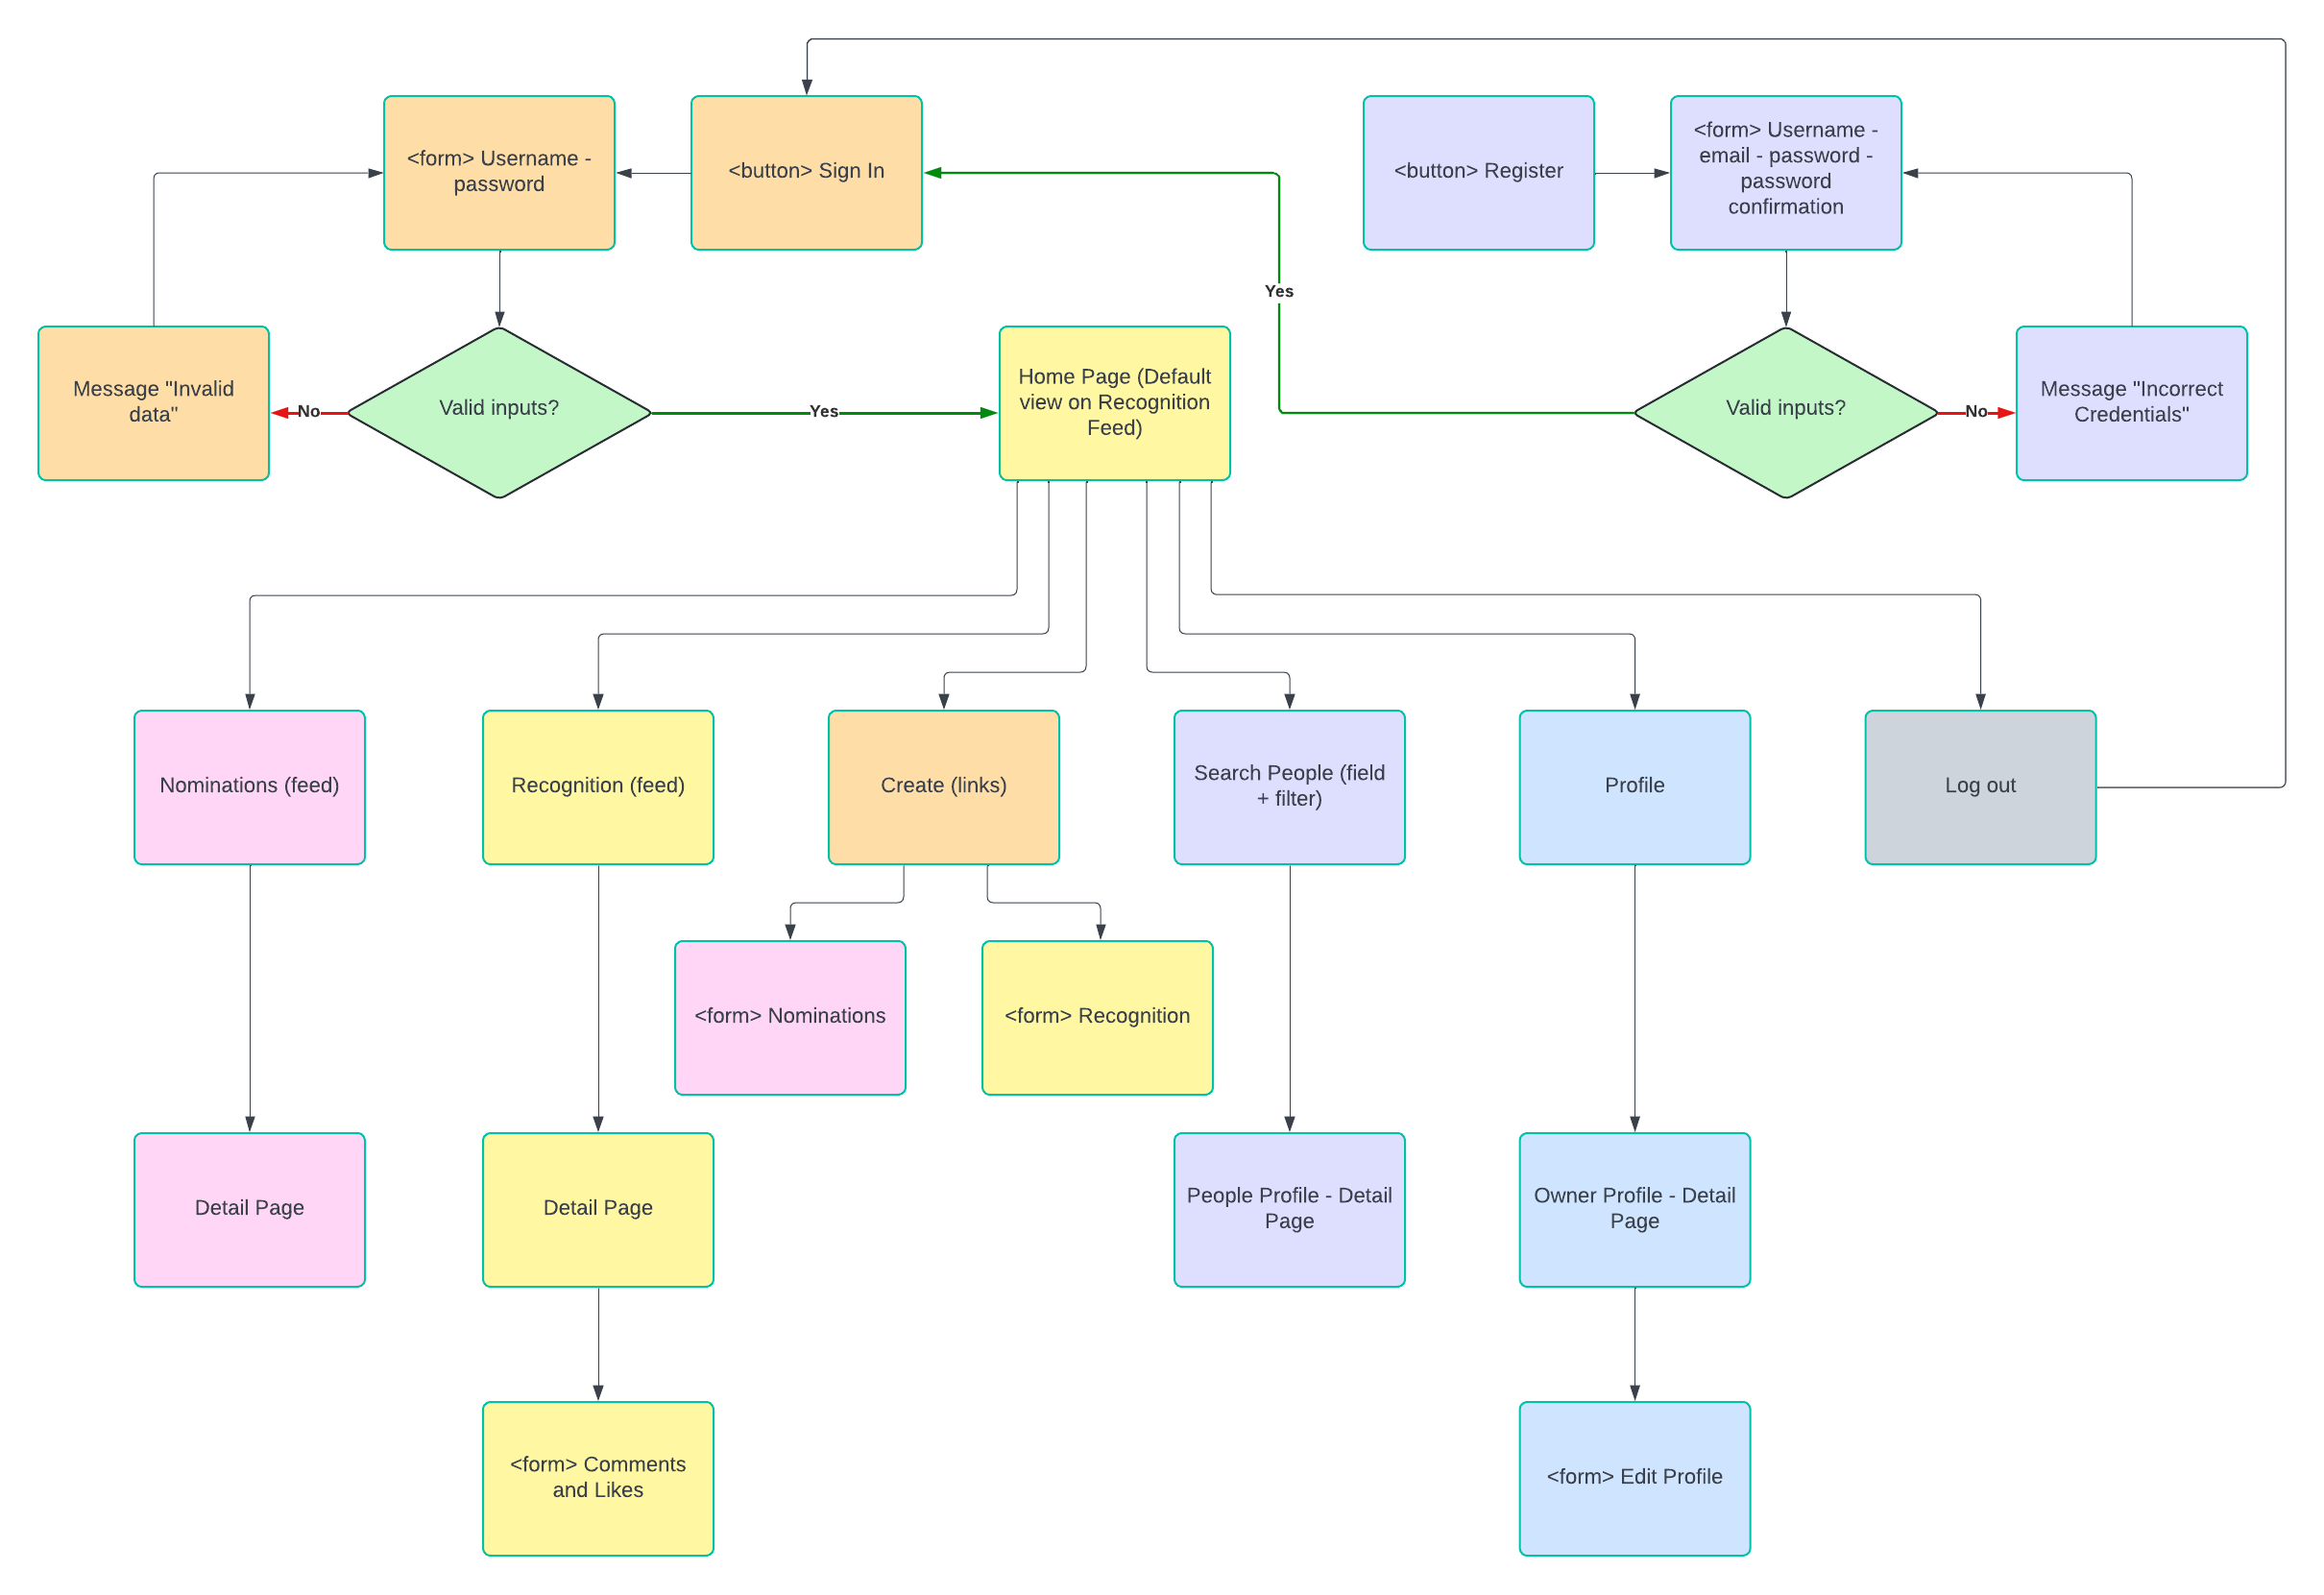 <form> Username -
password
<button> Sign In
<button> Register
<form> Username -
email - password -
password
confirmation
Yes
Message "Invalid
data"
No
Valid inputs?
Yes
Home Page (Default
view on Recognition
Feed)
Valid inputs?
No
Message "Incorrect
Credentials"
Nominations (feed)
Recognition (feed)
Create (links)
Search People (field
+ filter)
Profile
Log out
<form> Nominations
<form> Recognition
Detail Page
Detail Page
People Profile - Detail
Page
Owner Profile - Detail
Page
<form> Comments
and Likes
<form> Edit Profile